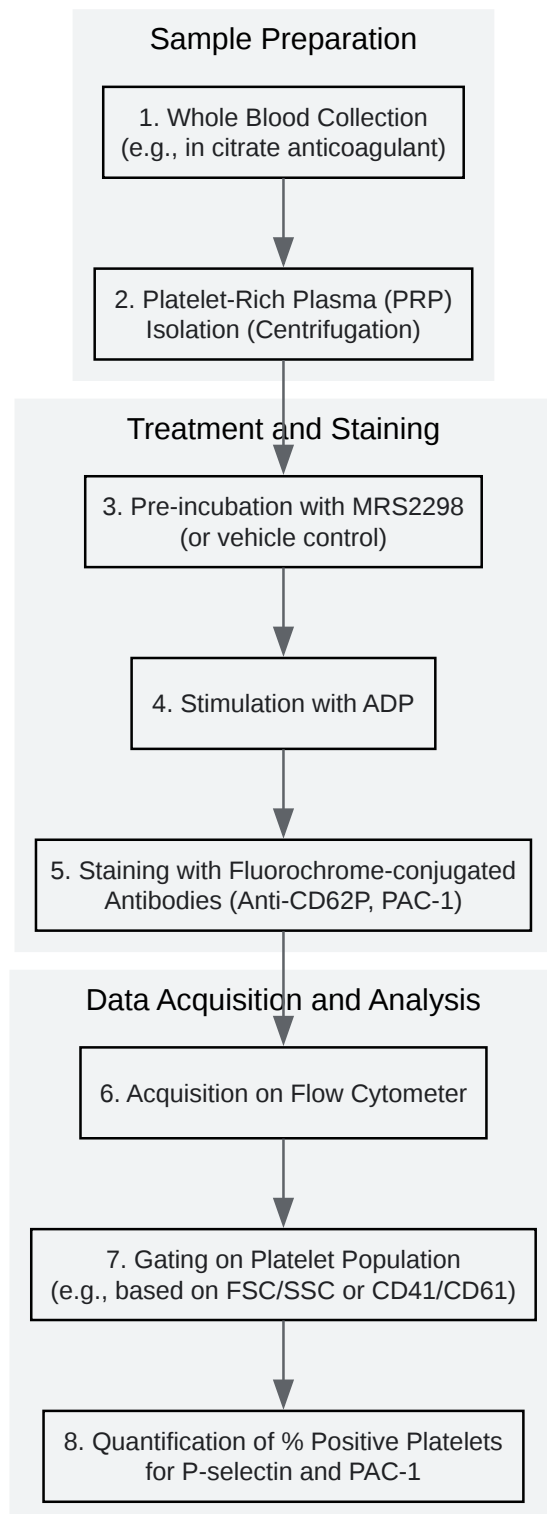 Sample Preparation
1. Whole Blood Collection
(e.g., in citrate anticoagulant)
2. Platelet-Rich Plasma (PRP)
Isolation (Centrifugation)
Treatment and Staining
3. Pre-incubation with MRS2298
(or vehicle control)
4. Stimulation with ADP
5. Staining with Fluorochrome-conjugated
Antibodies (Anti-CD62P, PAC-1)
Data Acquisition and Analysis
6. Acquisition on Flow Cytometer
7. Gating on Platelet Population
(e.g., based on FSC/SSC or CD41/CD61)
8. Quantification of % Positive Platelets
for P-selectin and PAC-1